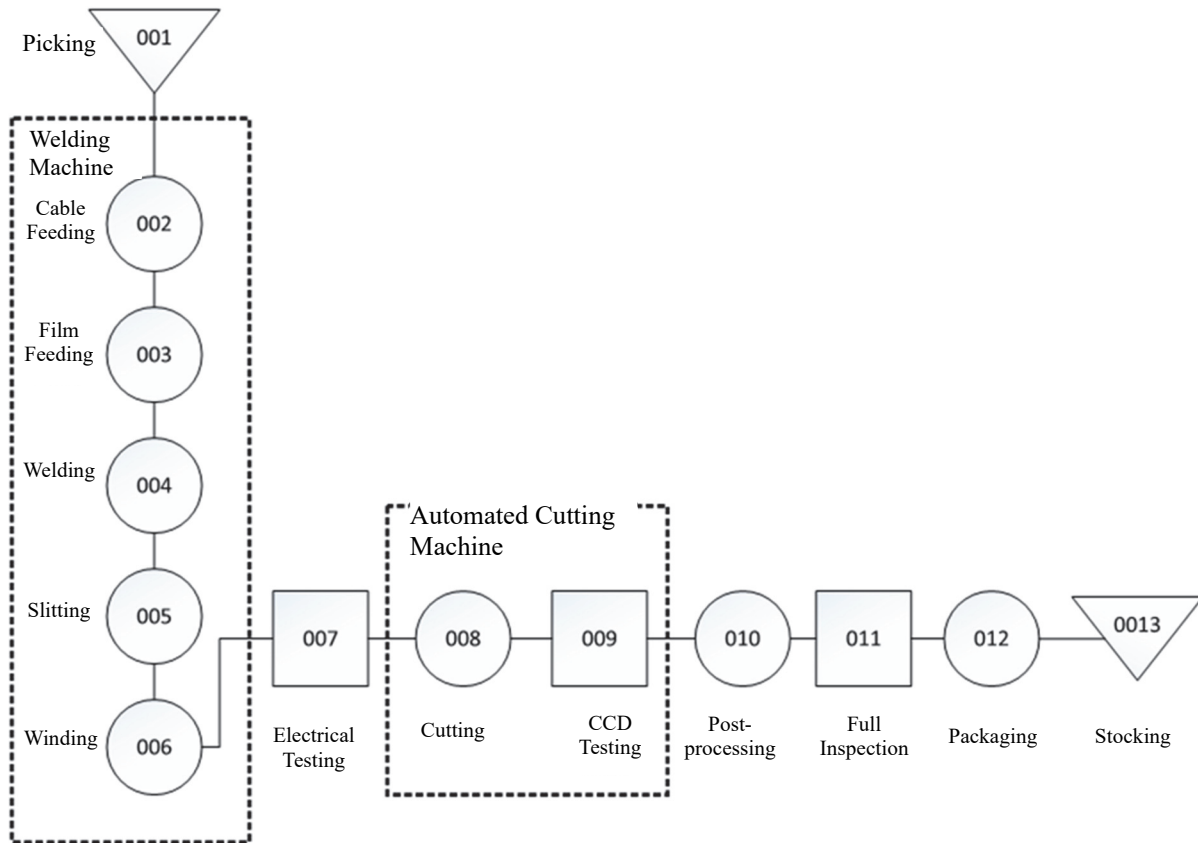 Picking
001
Welding
Machine
Cable
Feeding
002
Film
Feeding
003
Welding
004
Slitting
005
Winding
006
007
Electrical
Testing
Automated Cutting
Machine
008
Cutting
009
CCD
Testing
010
Post-
processing
011
Full
Inspection
012
Packaging
0013
Stocking